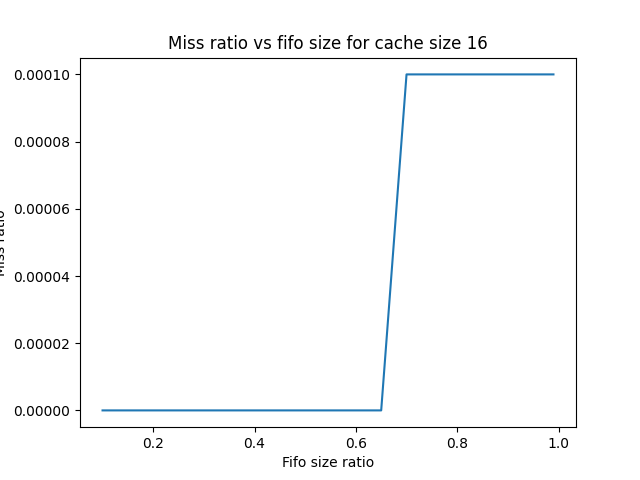 Miss ratio vs fifo size for cache size 16
0.00010
0.00008
0.00006
0.00004
0.00002
0.00000
Miss ratio
0.2 0.4 0.6 0.8 1.0
Fifo size ratio